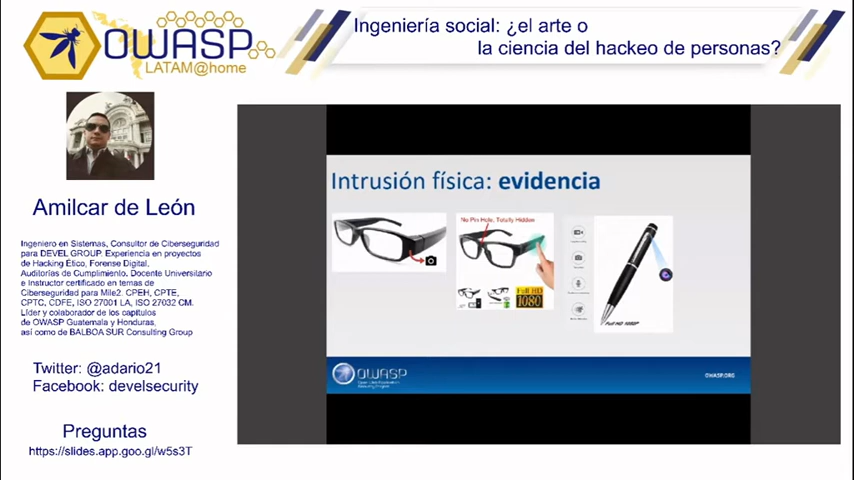 OWASP
LATAM@home
Ingeniería social: ¿el arte o
la ciencia del hackeo de personas?
Amilcar de León
Ingeniero en Sistemas, Consultor de Ciberseguridad
para DEVEL GROUP. Experiencia en proyectos
de Hacking Ético, Forense Digital,
Auditorías de Cumplimiento. Docente Universitario
e Instructor certificado en temas de
Ciberseguridad para Mile2. CPEH, CPTE,
CPTC, CDFE, ISO 27001 LA, ISO 27032 CM.
Líder y colaborador de los capítulos
de OWASP Guatemala y Honduras,
así como de BALBOA SUR Consulting Group
Twitter: @adario21
Facebook: develsecurity
Preguntas
https://slides.app.goo.gl/w5s3T
Intrusión física: evidencia
No Pin Hole, Totally Hidden
Full HD
1080
Full HD 1080P
OWASP
OWASP.ORG